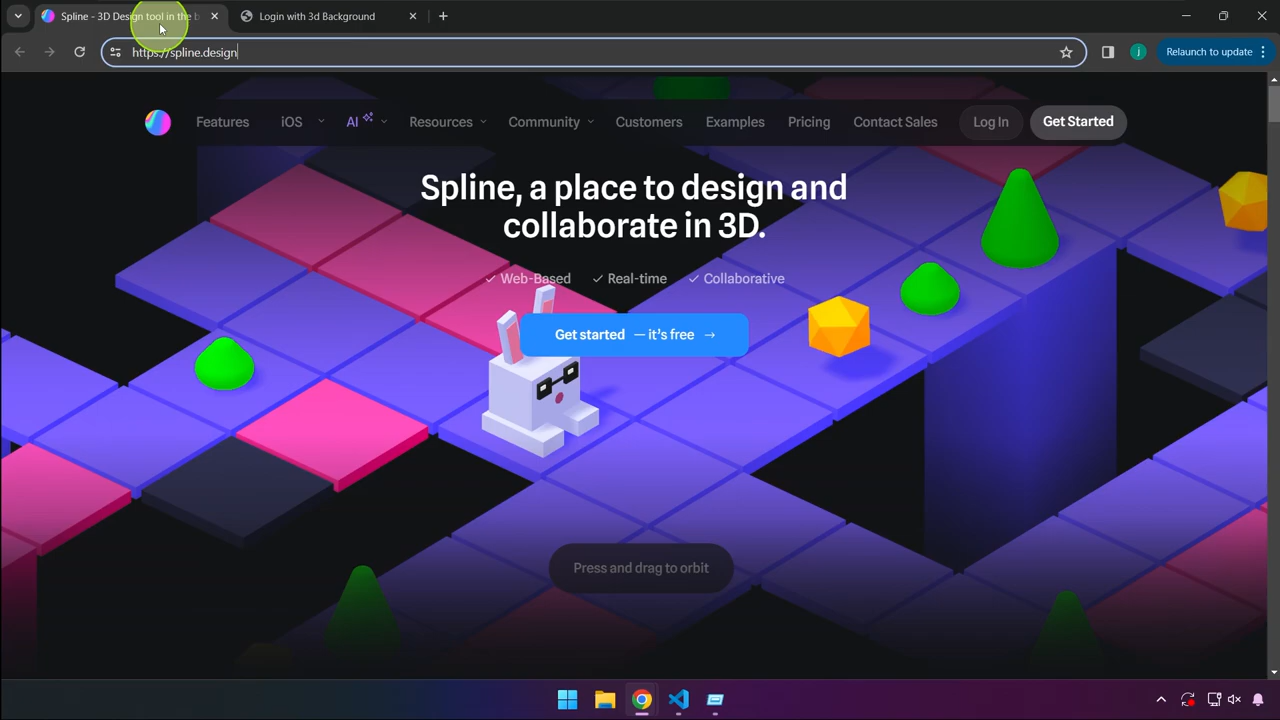 Spline - 3D Design tool in the b
Login with 3d Background
https://spline.design
Relaunch to update
j
Features
iOS
AI
Resources
Community
Customers
Examples
Pricing
Contact Sales
Log In
Get Started
Spline, a place to design and
collaborate in 3D.
Web-Based
Real-time
Collaborative
Get started — it's free →
Press and drag to orbit